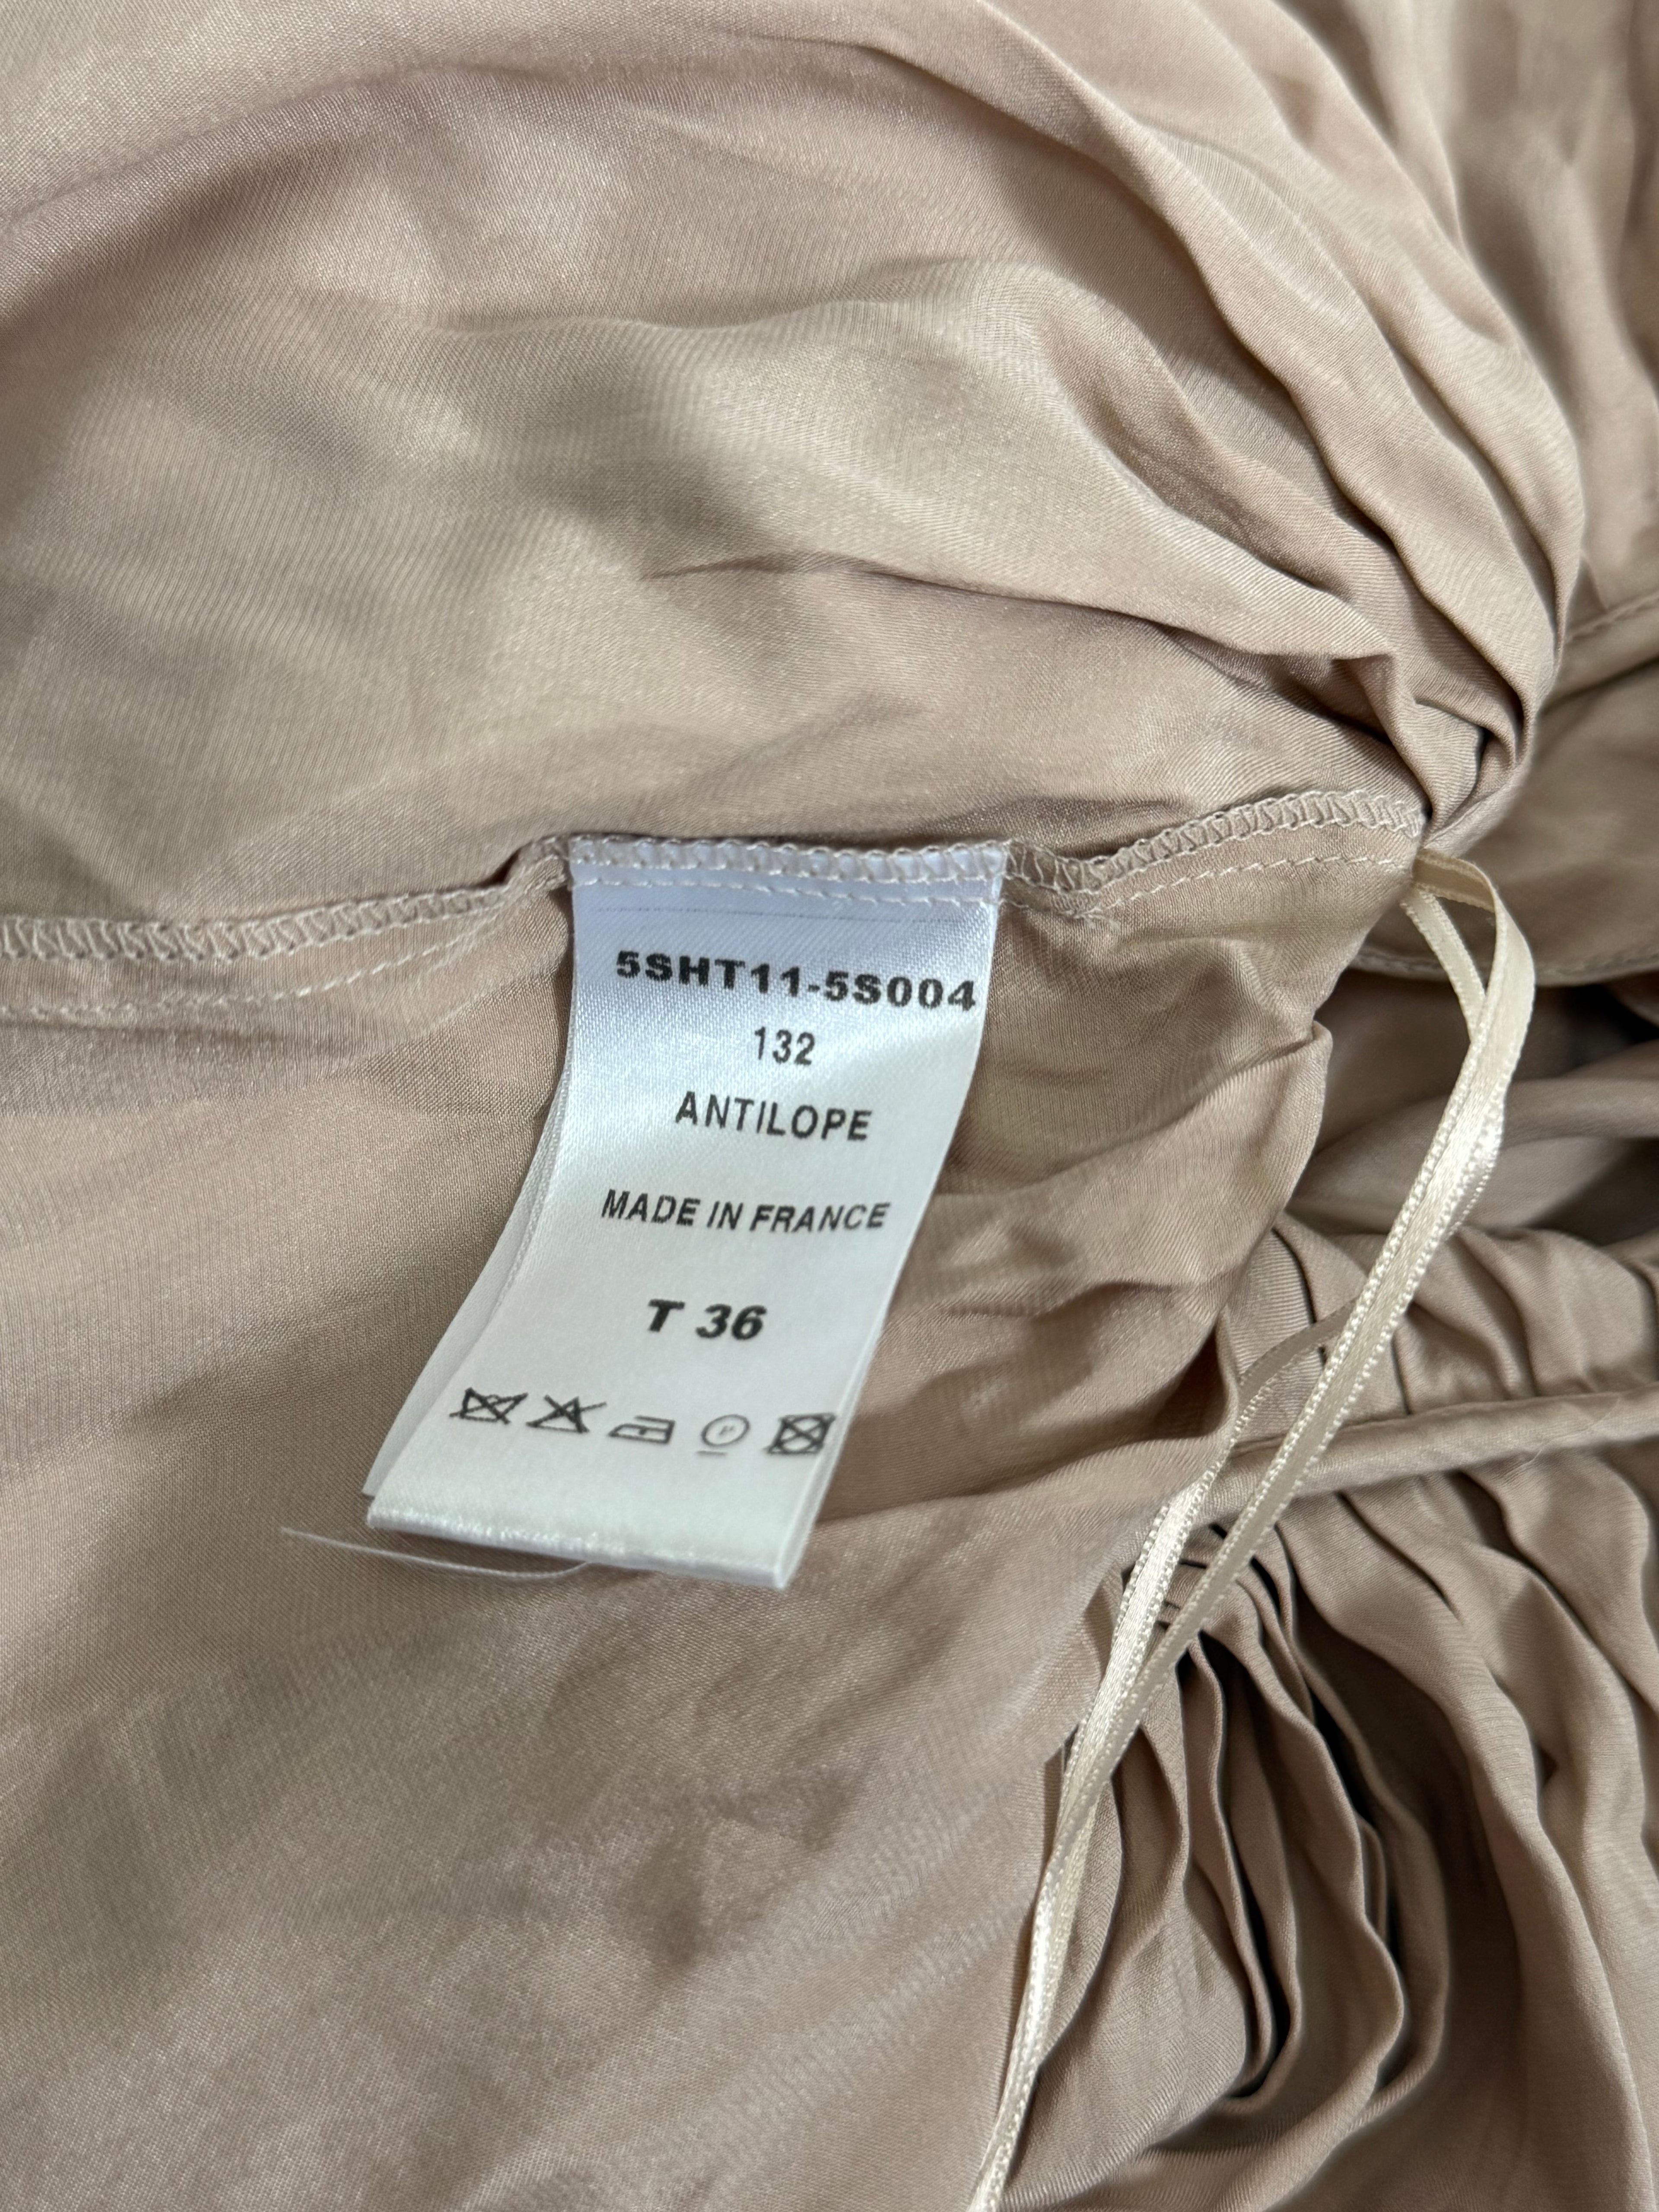 5SHT11-5S004
132
ANTILOPE
MADE IN FRANCE
T 36